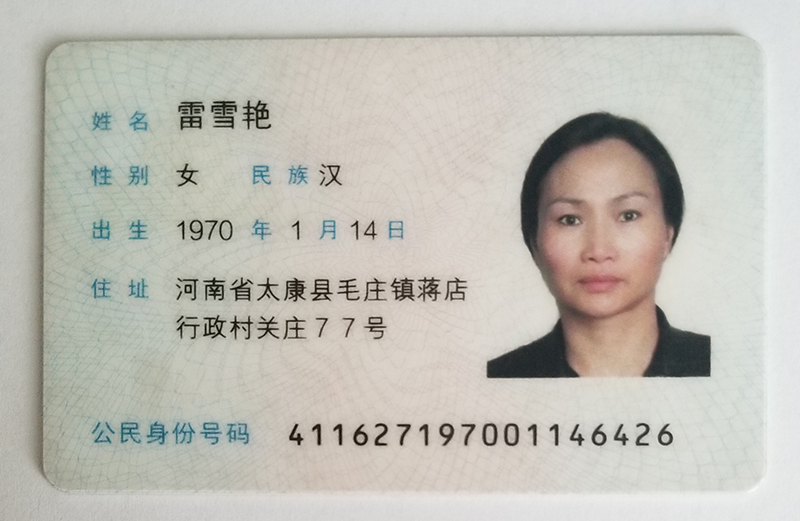 姓名 雷雪艳
性别 女 民族 汉
出生 1970 年 1 月 14 日
住址 河南省太康县毛庄镇蒋店
行政村关庄77号
公民身份号码 411627197001146426